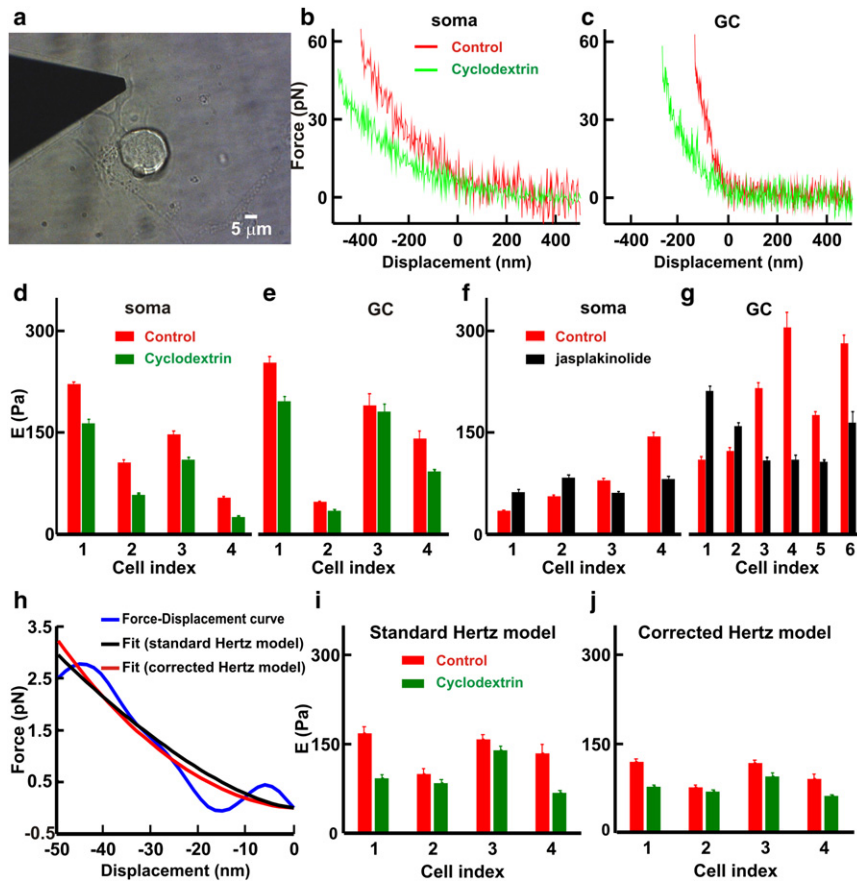 a
5 μm
b
soma
Control
Cyclodextrin
Force (pN)
60
30
0
-400 -200 0 200 400
Displacement (nm)
c
GC
60
30
0
-400 -200 0 200 400
Displacement (nm)
d
soma
Control
Cyclodextrin
E (Pa)
300
150
0
1 2 3 4
Cell index
e
GC
1 2 3 4
Cell index
f
soma
Control
jasplakinolide
300
150
0
1 2 3 4
Cell index
g
GC
1 2 3 4 5 6
Cell index
h
Force-Displacement curve
Fit (standard Hertz model)
Fit (corrected Hertz model)
Force (pN)
3.5
2.5
1.5
0.5
-0.5
-50 -40 -30 -20 -10 0
Displacement (nm)
i
Standard Hertz model
Control
Cyclodextrin
E (Pa)
300
150
0
1 2 3 4
Cell index
j
Corrected Hertz model
300
150
0
1 2 3 4
Cell index